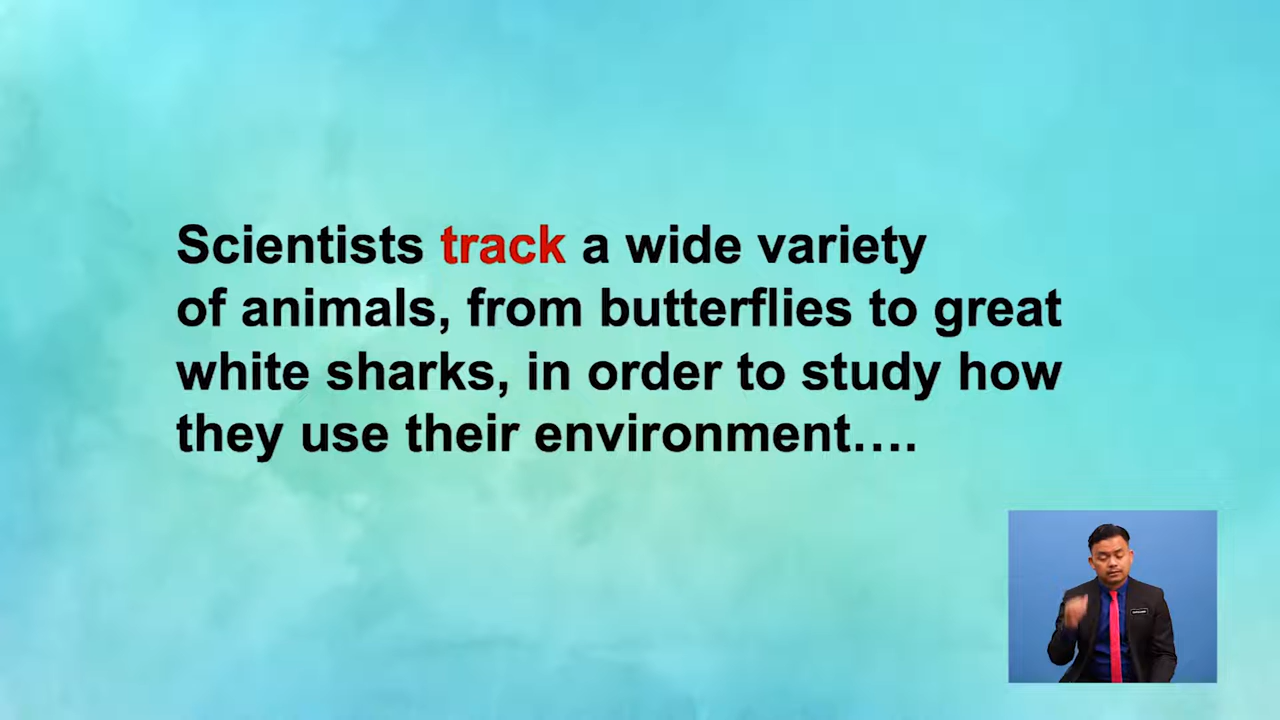 Scientists track a wide variety
of animals, from butterflies to great
white sharks, in order to study how
they use their environment….